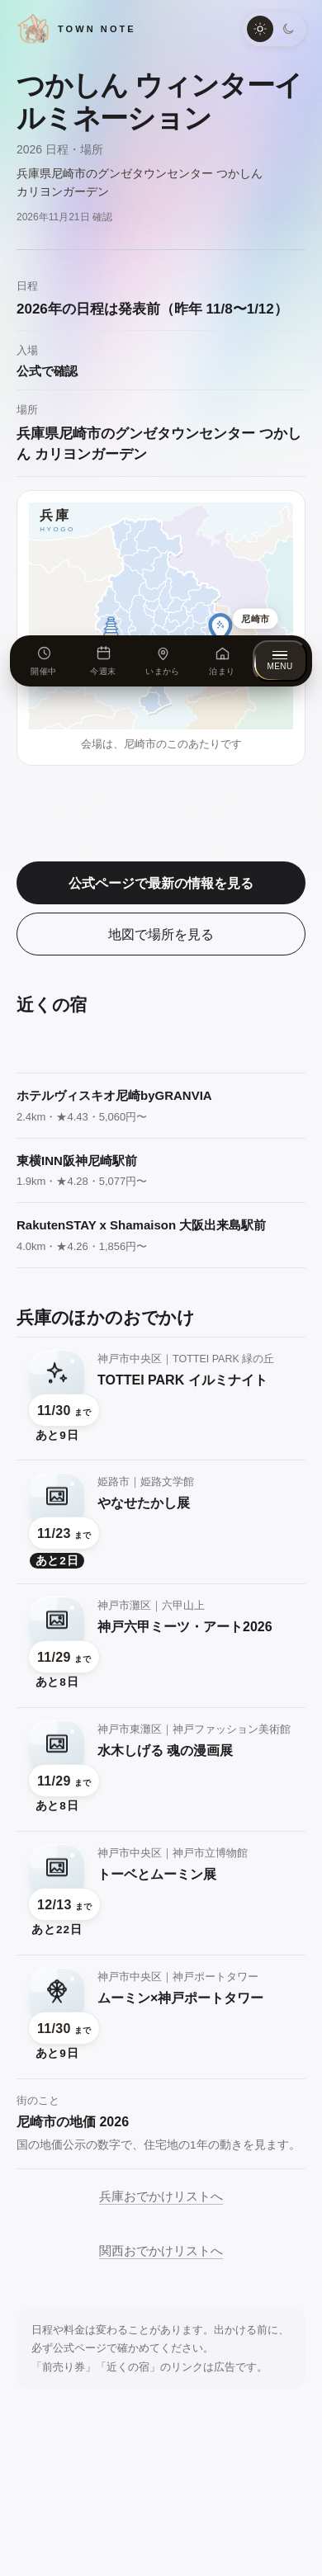 TOWN NOTE
つかしん ウィンターイ
ルミネーション
2026 日程・場所
兵庫県尼崎市のグンゼタウンセンター つかしん
カリヨンガーデン
2026年11月21日 確認
日程
2026年の日程は発表前（昨年 11/8〜1/12）
入場
公式で確認
場所
兵庫県尼崎市のグンゼタウンセンター つかし
ん カリヨンガーデン
兵庫
HYOGO
尼崎市
開催中
今週末
いまから
泊まり
MENU
会場は、尼崎市のこのあたりです
公式ページで最新の情報を見る
地図で場所を見る
近くの宿
ホテルヴィスキオ尼崎byGRANVIA
2.4km・★4.43・5,060円〜
東横INN阪神尼崎駅前
1.9km・★4.28・5,077円〜
RakutenSTAY x Shamaison 大阪出来島駅前
4.0km・★4.26・1,856円〜
兵庫のほかのおでかけ
神戸市中央区｜TOTTEI PARK 緑の丘
TOTTEI PARK イルミナイト
11/30 まで
あと9日
姫路市｜姫路文学館
やなせたかし展
11/23 まで
あと2日
神戸市灘区｜六甲山上
神戸六甲ミーツ・アート2026
11/29 まで
あと8日
神戸市東灘区｜神戸ファッション美術館
水木しげる 魂の漫画展
11/29 まで
あと8日
神戸市中央区｜神戸市立博物館
トーベとムーミン展
12/13 まで
あと22日
神戸市中央区｜神戸ポートタワー
ムーミン×神戸ポートタワー
11/30 まで
あと9日
街のこと
尼崎市の地価 2026
国の地価公示の数字で、住宅地の1年の動きを見ます。
兵庫おでかけリストへ
関西おでかけリストへ
日程や料金は変わることがあります。出かける前に、
必ず公式ページで確かめてください。
「前売り券」「近くの宿」のリンクは広告です。